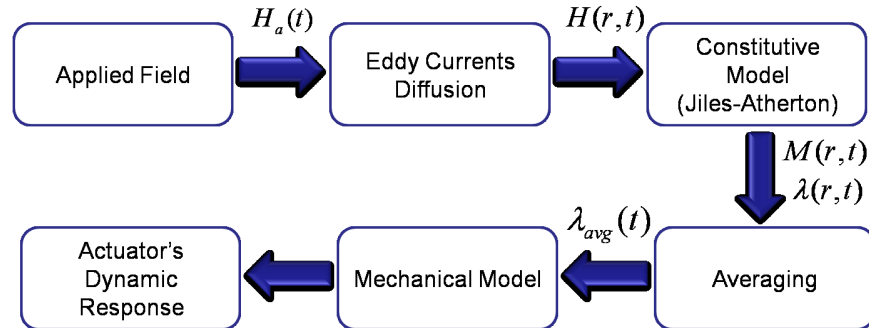 Applied Field
H_a(t)
Eddy Currents
Diffusion
H(r,t)
Constitutive
Model
(Jiles-Atherton)
M(r,t)
λ(r,t)
Averaging
λ_avg(t)
Mechanical Model
Actuator's
Dynamic
Response